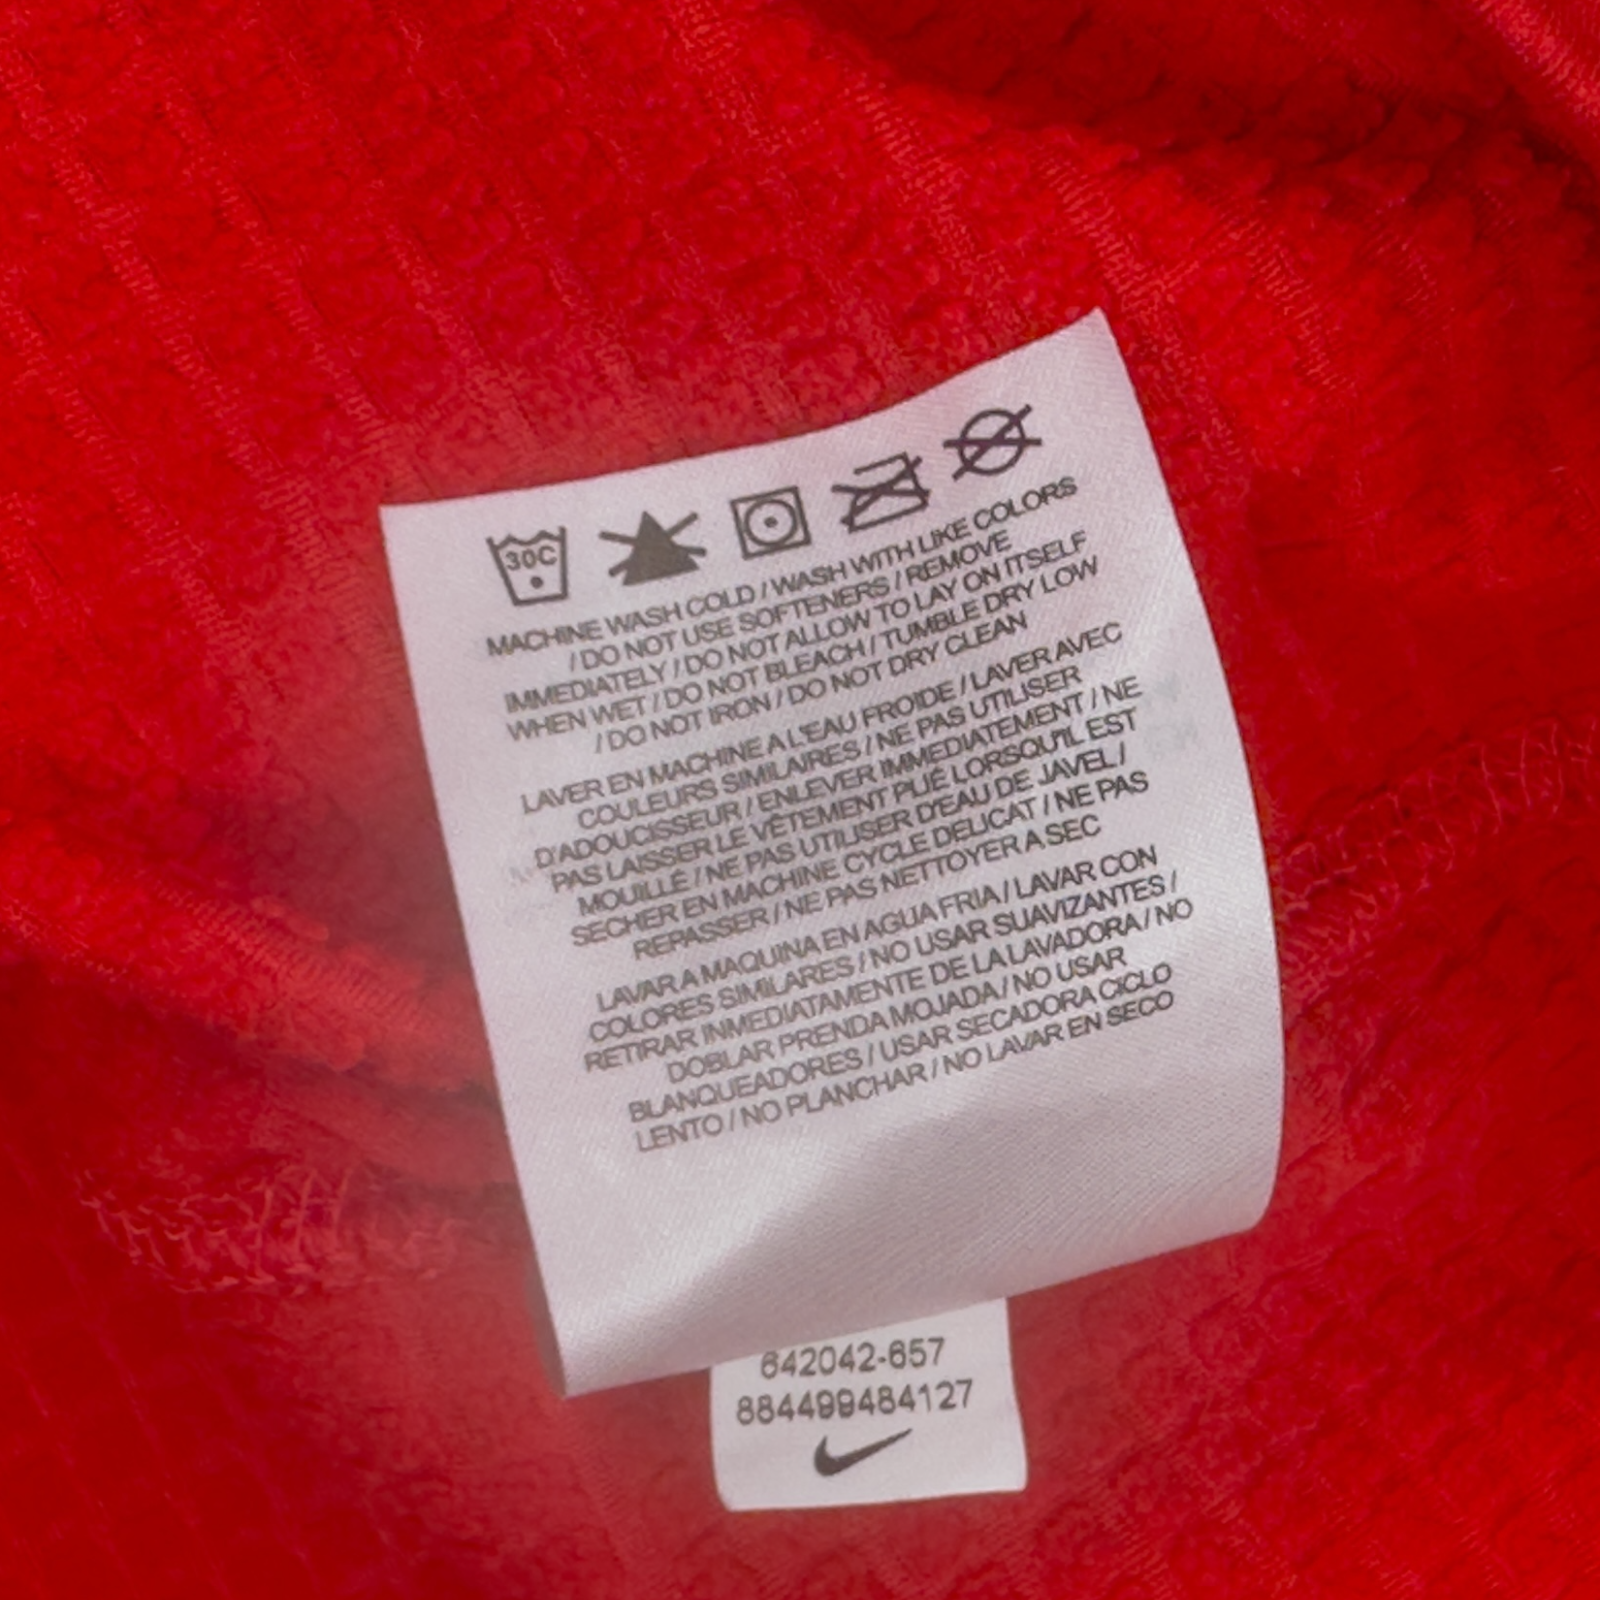 30C
MACHINE WASH COLD / WASH WITH LIKE COLORS
/ DO NOT USE SOFTENERS / REMOVE
IMMEDIATELY / DO NOT ALLOW TO LAY ON ITSELF
WHEN WET / DO NOT BLEACH / TUMBLE DRY LOW
/ DO NOT IRON / DO NOT DRY CLEAN
LAVER EN MACHINE A L'EAU FROIDE / LAVER AVEC
COULEURS SIMILAIRES / NE PAS UTILISER
D'ADOUCISSEUR / ENLEVER IMMEDIATEMENT / NE
PAS LAISSER LE VÊTEMENT PLIÉ LORSQU'IL EST
MOUILLÉ / NE PAS UTILISER D'EAU DE JAVEL /
SECHER EN MACHINE CYCLE DELICAT / NE PAS
REPASSER / NE PAS NETTOYER A SEC
LAVAR A MAQUINA EN AGUA FRIA / LAVAR CON
COLORES SIMILARES / NO USAR SUAVIZANTES /
RETIRAR INMEDIATAMENTE DE LA LAVADORA / NO
DOBLAR PRENDA MOJADA / NO USAR
BLANQUEADORES / USAR SECADORA CICLO
LENTO / NO PLANCHAR / NO LAVAR EN SECO
642042-657
884499484127